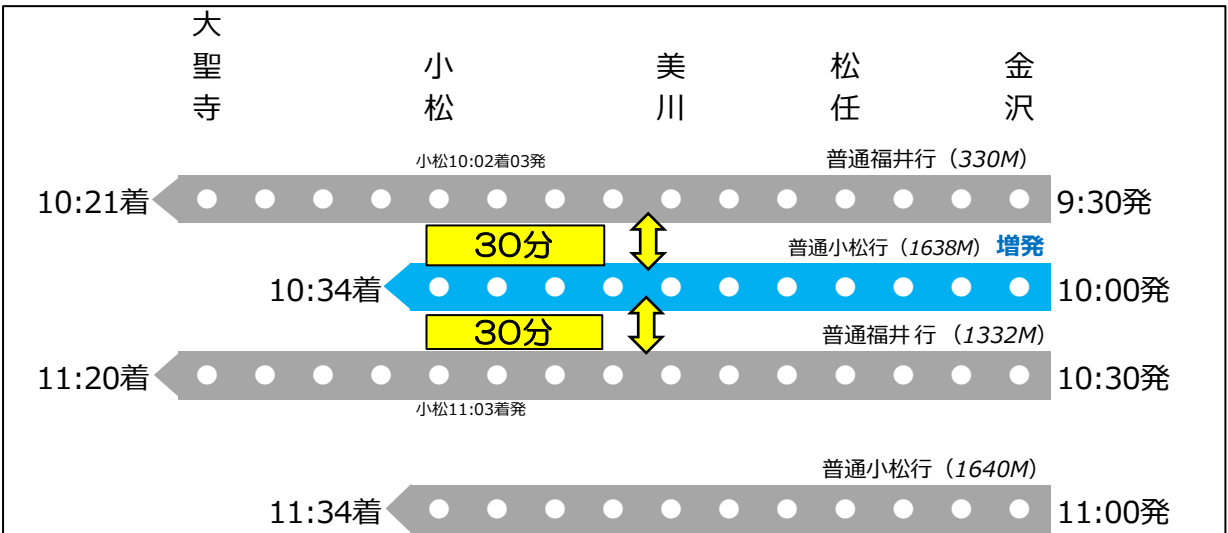 大聖寺
小松
美川
松任
金沢
小松10:02着03発
普通福井行（330M）
10:21着
9:30発
30分
普通小松行（1638M） 増発
10:34着
10:00発
30分
普通福井行（1332M）
11:20着
10:30発
小松11:03着発
普通小松行（1640M）
11:34着
11:00発